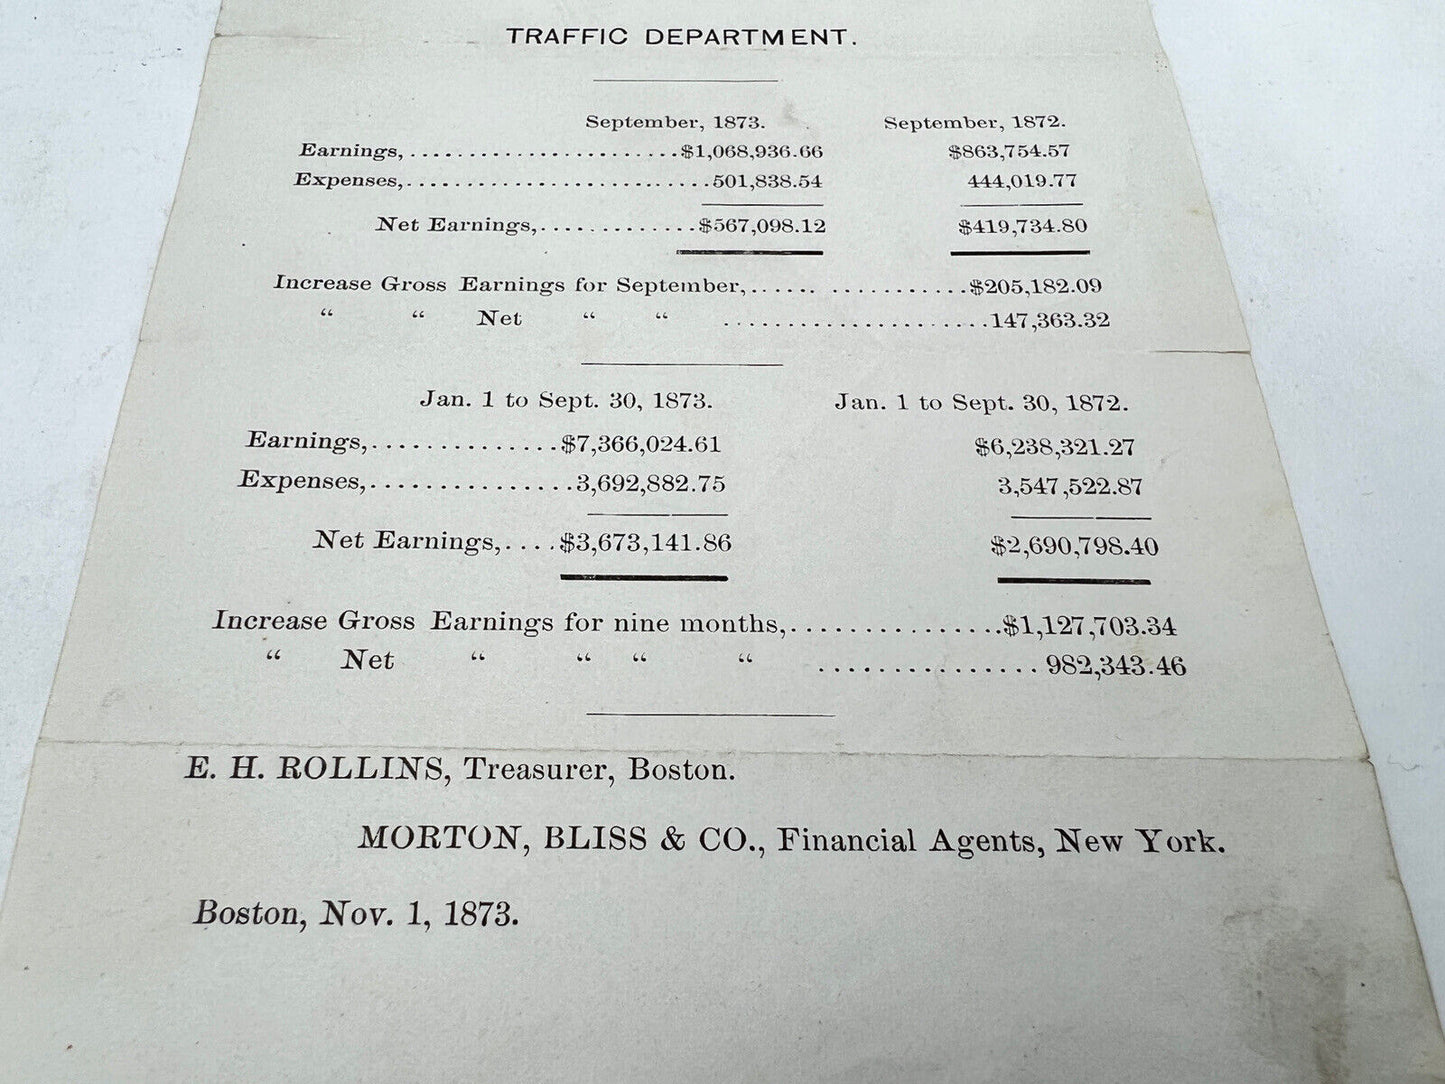 TRAFFIC DEPARTMENT.
September, 1873. September, 1872.
Earnings,.......................$1,068,936.66 $863,754.57
Expenses,..........................501,838.54 444,019.77
Net Earnings,.............$567,098.12 $419,734.80
Increase Gross Earnings for September,...... ............$205,182.09
“ “ Net “ “ ......................147,363.32
Jan. 1 to Sept. 30, 1873. Jan. 1 to Sept. 30, 1872.
Earnings,..............$7,366,024.61 $6,238,321.27
Expenses,...............3,692,882.75 3,547,522.87
Net Earnings,....$3,673,141.86 $2,690,798.40
Increase Gross Earnings for nine months,...............$1,127,703.34
“ Net “ “ “ “ ............... 982,343.46
E. H. ROLLINS, Treasurer, Boston.
MORTON, BLISS & CO., Financial Agents, New York.
Boston, Nov. 1, 1873.